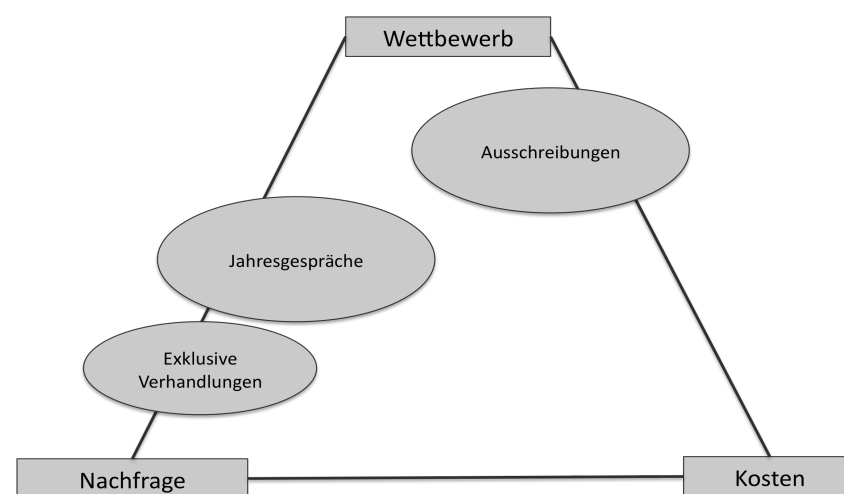 Wettbewerb
Ausschreibungen
Jahresgespräche
Exklusive
Verhandlungen
Nachfrage
Kosten